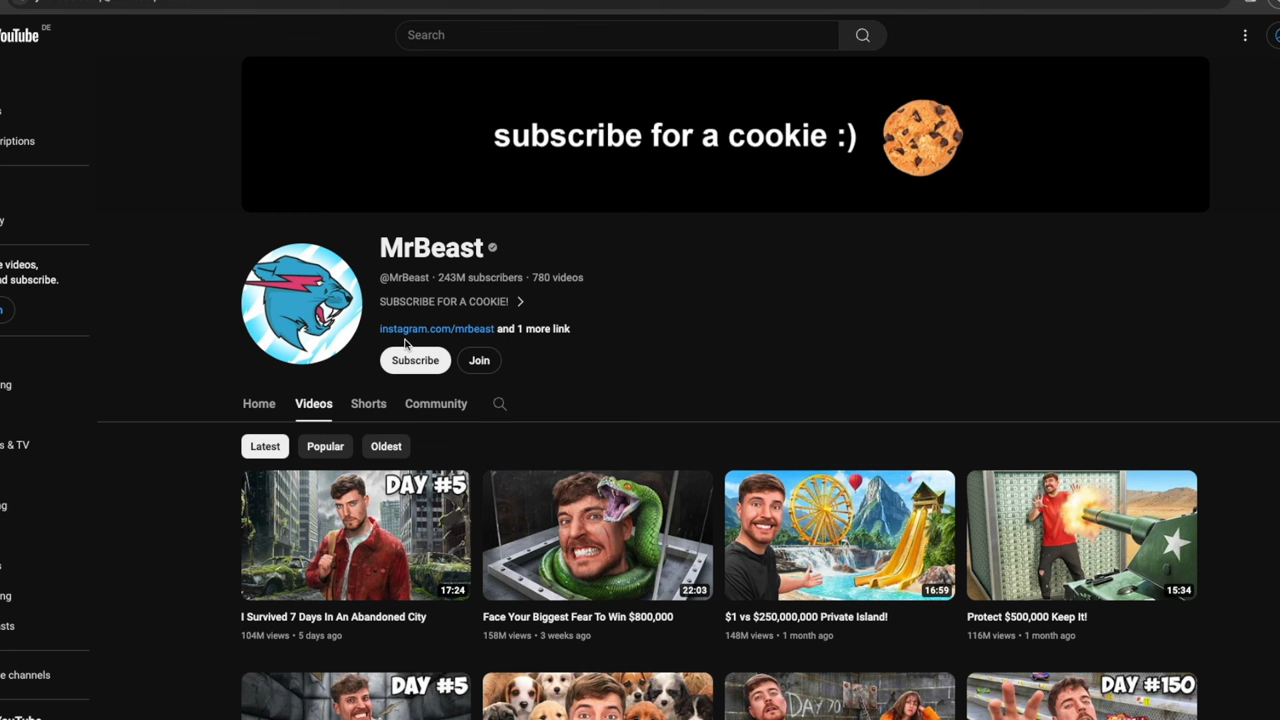 YouTube DE
Search
subscribe for a cookie :)
riptions
y
e videos,
nd subscribe.
n
ng
s & TV
ng
s
ng
sts
e channels
YouTube
MrBeast
@MrBeast · 243M subscribers · 780 videos
SUBSCRIBE FOR A COOKIE!
instagram.com/mrbeast and 1 more link
Subscribe Join
Home Videos Shorts Community
Latest Popular Oldest
DAY #5
17:24
22:03
16:59
15:34
I Survived 7 Days In An Abandoned City
104M views · 5 days ago
Face Your Biggest Fear To Win $800,000
158M views · 3 weeks ago
$1 vs $250,000,000 Private Island!
148M views · 1 month ago
Protect $500,000 Keep It!
116M views · 1 month ago
DAY #5
DAY 70
DAY #150